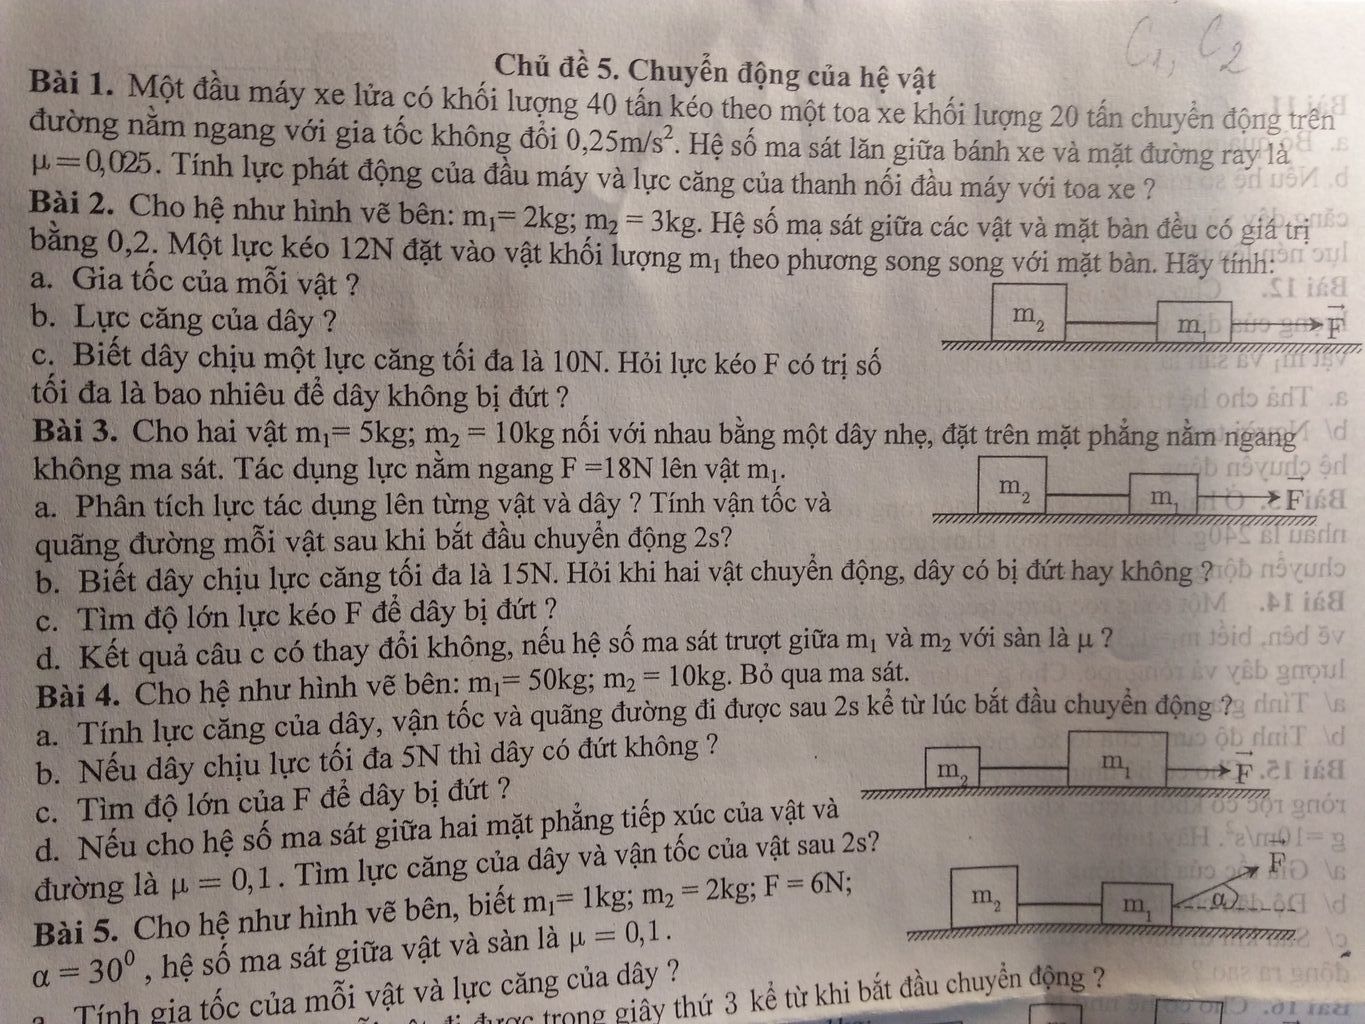 C₁, C₂
Chủ đề 5. Chuyển động của hệ vật
Bài 1. Một đầu máy xe lửa có khối lượng 40 tấn kéo theo một toa xe khối lượng 20 tấn chuyển động trên
đường nằm ngang với gia tốc không đổi 0,25m/s². Hệ số ma sát lăn giữa bánh xe và mặt đường ray là
μ=0,025. Tính lực phát động của đầu máy và lực căng của thanh nối đầu máy với toa xe ?
Bài 2. Cho hệ như hình vẽ bên: m₁= 2kg; m₂ = 3kg. Hệ số ma sát giữa các vật và mặt bàn đều có giá trị
bằng 0,2. Một lực kéo 12N đặt vào vật khối lượng m₁ theo phương song song với mặt bàn. Hãy tính:
a. Gia tốc của mỗi vật ?
b. Lực căng của dây ?
m₂ m₁ F
c. Biết dây chịu một lực căng tối đa là 10N. Hỏi lực kéo F có trị số
tối đa là bao nhiêu để dây không bị đứt ?
Bài 3. Cho hai vật m₁= 5kg; m₂ = 10kg nối với nhau bằng một dây nhẹ, đặt trên mặt phẳng nằm ngang
không ma sát. Tác dụng lực nằm ngang F =18N lên vật m₁.
m₂ m₁ F
a. Phân tích lực tác dụng lên từng vật và dây ? Tính vận tốc và
quãng đường mỗi vật sau khi bắt đầu chuyển động 2s?
b. Biết dây chịu lực căng tối đa là 15N. Hỏi khi hai vật chuyển động, dây có bị đứt hay không ?
c. Tìm độ lớn lực kéo F để dây bị đứt ?
d. Kết quả câu c có thay đổi không, nếu hệ số ma sát trượt giữa m₁ và m₂ với sàn là μ ?
Bài 4. Cho hệ như hình vẽ bên: m₁= 50kg; m₂ = 10kg. Bỏ qua ma sát.
a. Tính lực căng của dây, vận tốc và quãng đường đi được sau 2s kể từ lúc bắt đầu chuyển động ?
b. Nếu dây chịu lực tối đa 5N thì dây có đứt không ?
m₂ m₁ F
c. Tìm độ lớn của F để dây bị đứt ?
d. Nếu cho hệ số ma sát giữa hai mặt phẳng tiếp xúc của vật và
đường là μ = 0,1. Tìm lực căng của dây và vận tốc của vật sau 2s?
Bài 5. Cho hệ như hình vẽ bên, biết m₁= 1kg; m₂ = 2kg; F = 6N;
m₂ m₁ α F
α = 30⁰, hệ số ma sát giữa vật và sàn là μ = 0,1.
Tính gia tốc của mỗi vật và lực căng của dây ?
đi được trong giây thứ 3 kể từ khi bắt đầu chuyển động ?